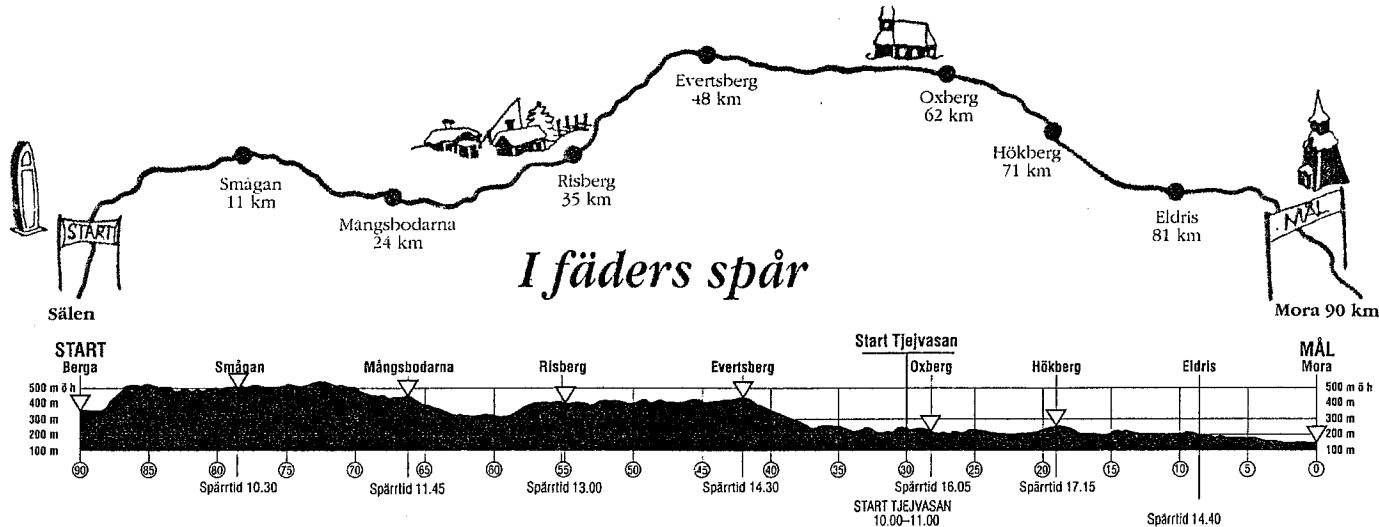 Evertsberg
48 km
Oxberg
62 km
Hökberg
71 km
Smågan
11 km
Risberg
35 km
Mångsbodarna
24 km
Eldris
81 km
START
MÅL
I fäders spår
Sälen
Mora 90 km
START
Berga
Smågan
Mångsbodarna
Risberg
Evertsberg
Start Tjejvasan
Oxberg
Hökberg
Eldris
MÅL
Mora
500 m ö h
400 m
300 m
200 m
100 m
500 m ö h
400 m
300 m
200 m
100 m
90 85 80 75 70 65 60 55 50 45 40 35 30 25 20 15 10 5 0
Spärrtid 10.30
Spärrtid 11.45
Spärrtid 13.00
Spärrtid 14.30
Spärrtid 16.05
Spärrtid 17.15
START TJEJVASAN
10.00–11.00
Spärrtid 14.40